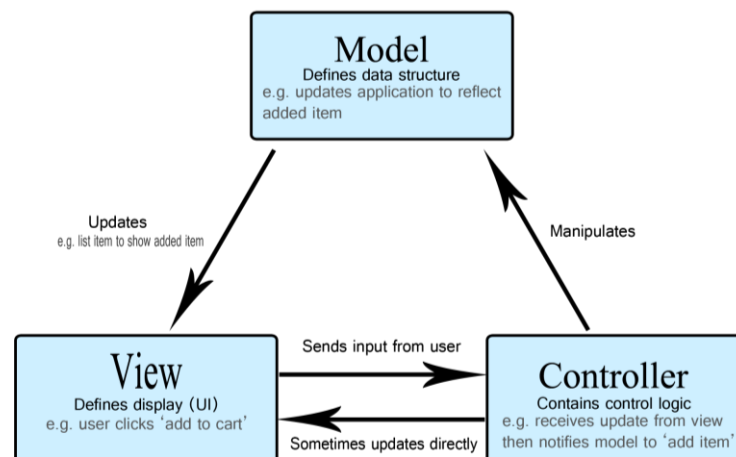 Model
Defines data structure
e.g. updates application to reflect
added item
Updates
e.g. list item to show added item
Manipulates
View
Defines display (UI)
e.g. user clicks ‘add to cart’
Sends input from user
Sometimes updates directly
Controller
Contains control logic
e.g. receives update from view
then notifies model to ‘add item’